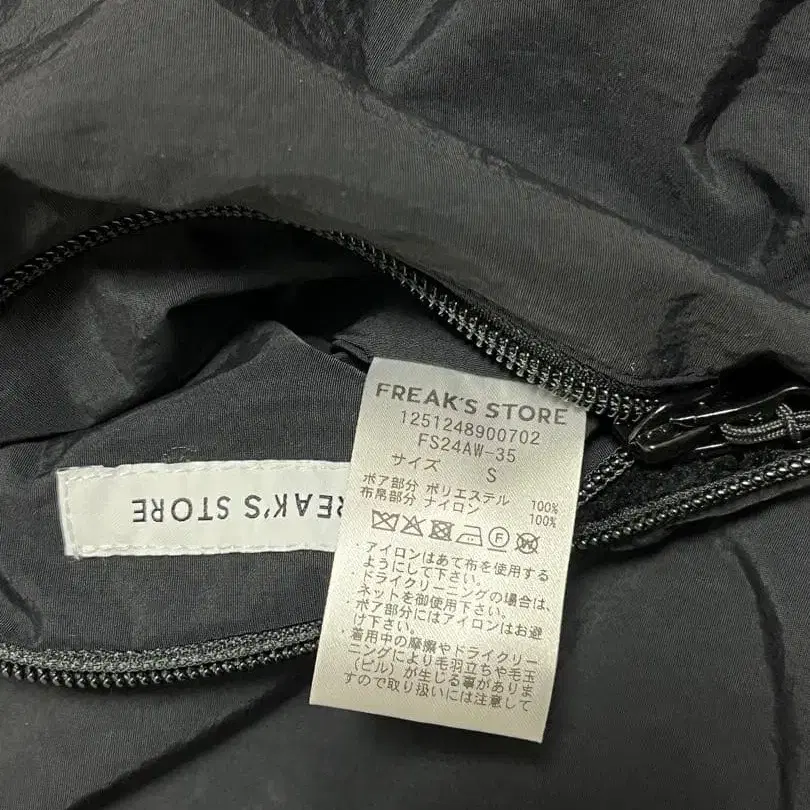 FREAK'S STORE
1251248900702
FS24AW-35
サイズ S
ボア部分 ポリエステル 100%
布帛部分 ナイロン 100%
・アイロンはあて布を使用する
ようにして下さい。
・ドライクリーニングの場合は、
ネットを御使用下さい。
・ボア部分にはアイロンはお避
け下さい。
・着用中の摩擦やドライクリー
ニングにより毛羽立ちや毛玉
(ピル)が生じる事がありま
すので取り扱いには注意して
REAK'S STORE